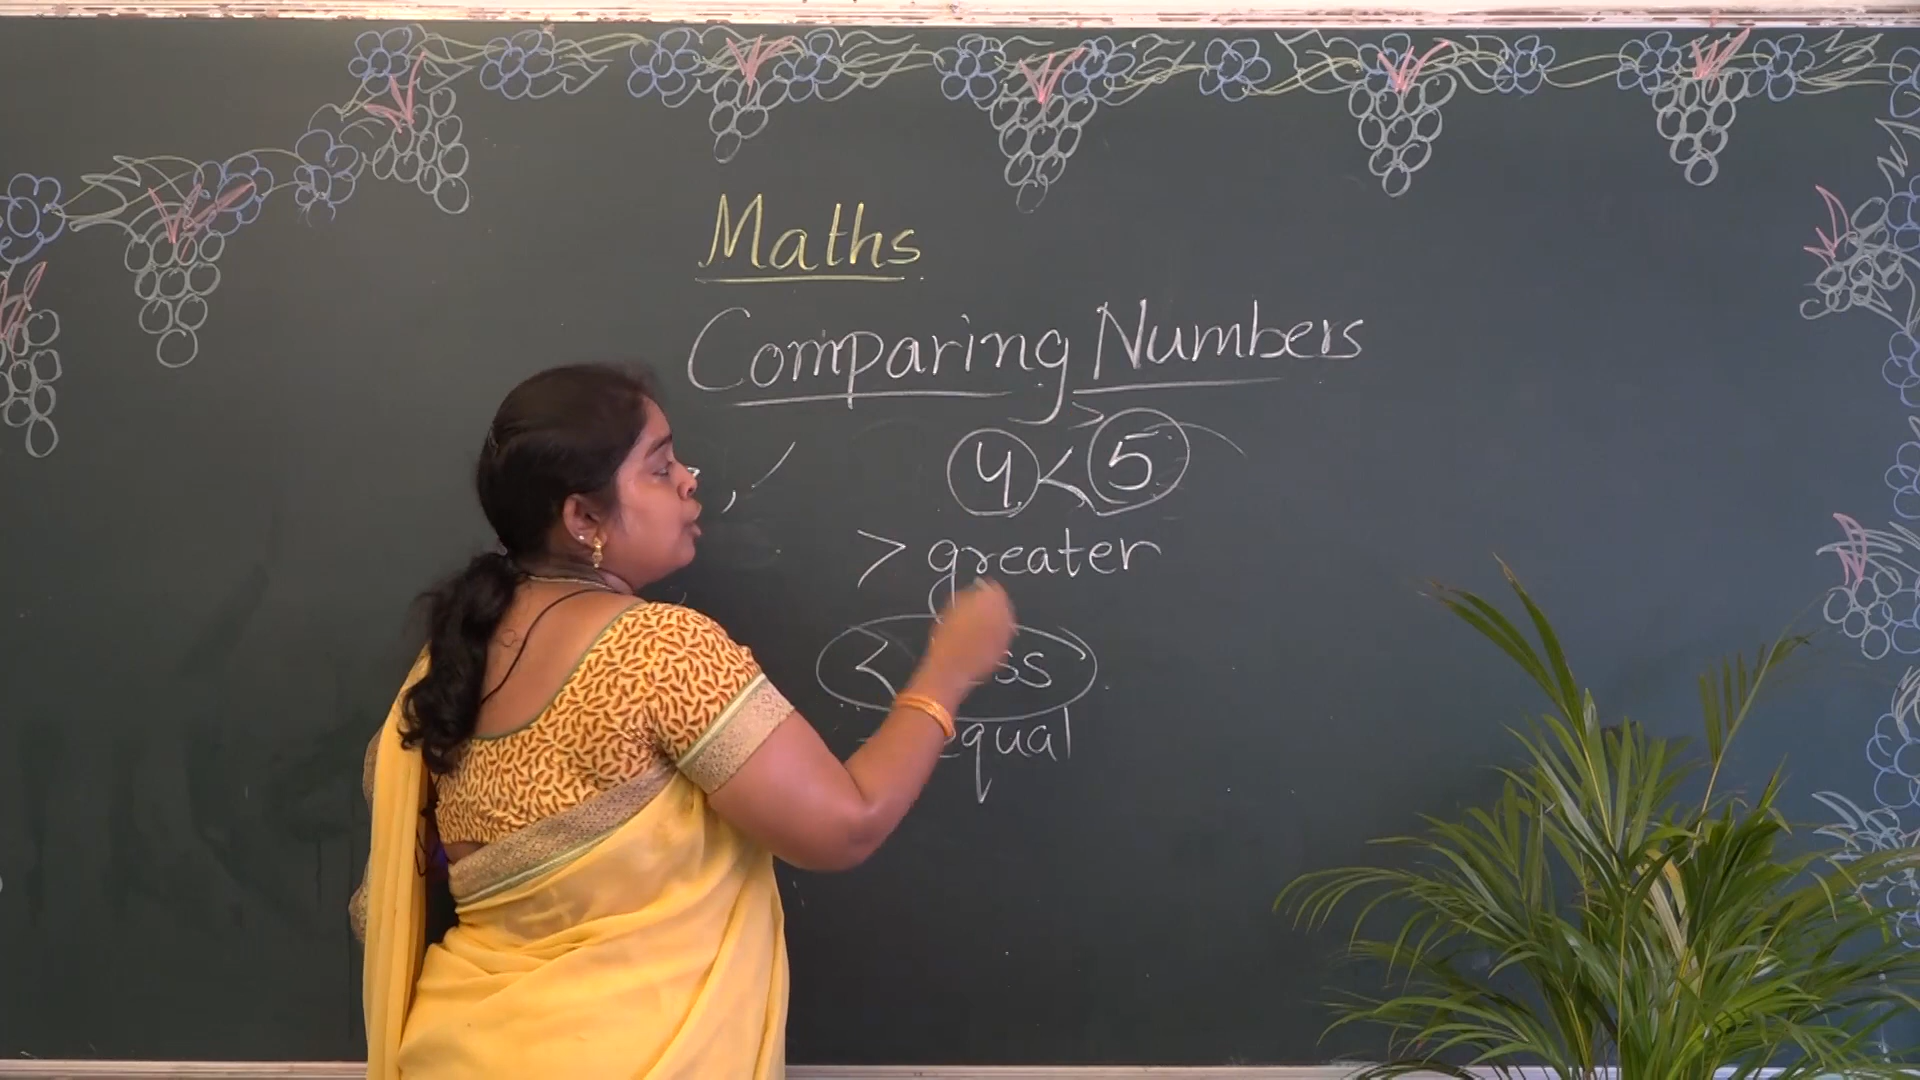 Maths
Comparing Numbers
4 < 5
> greater
<
equal